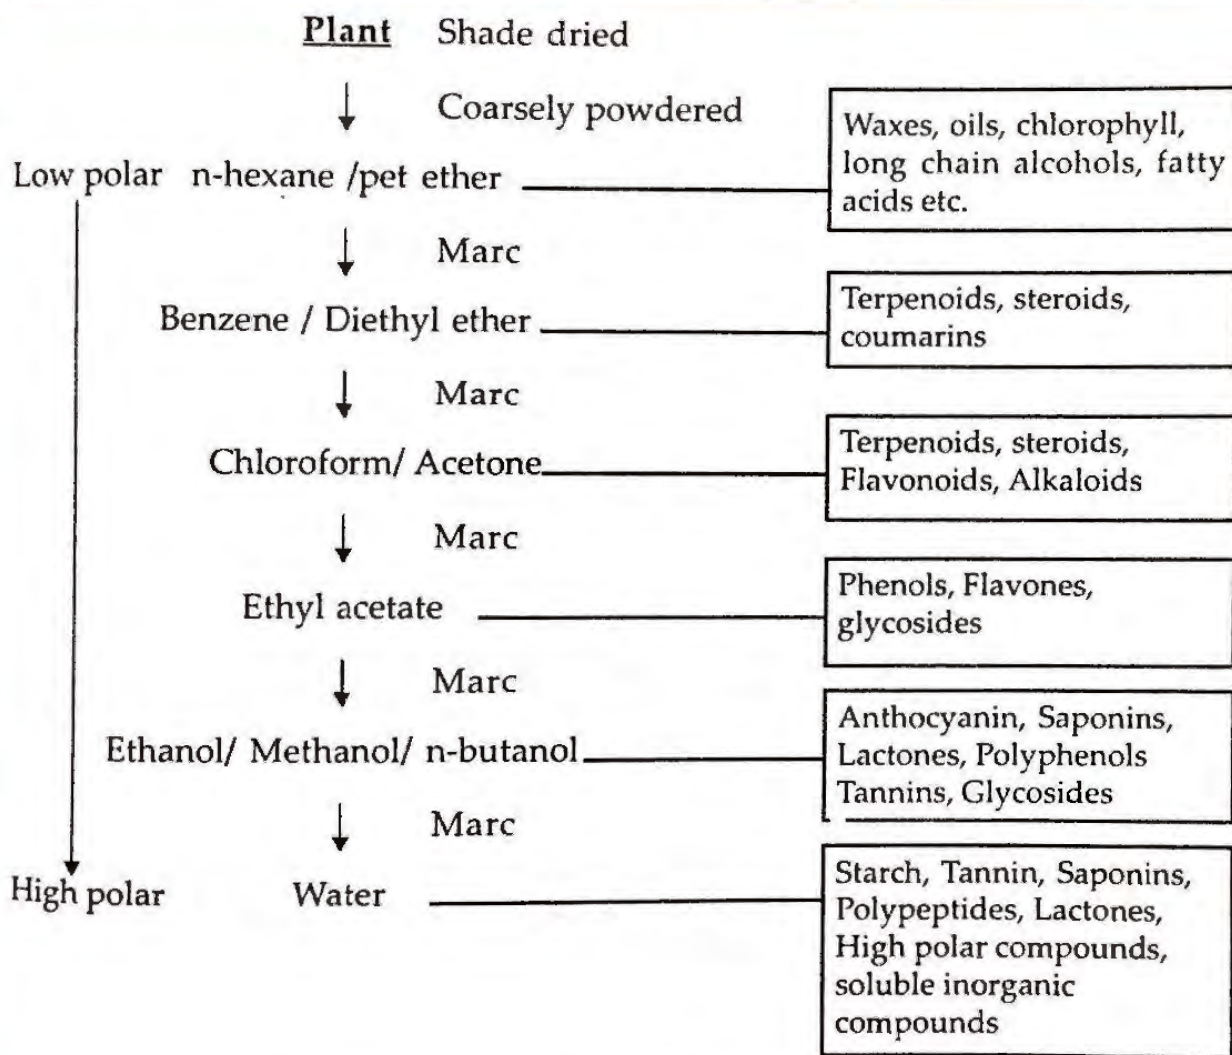 Plant Shade dried
Coarsely powdered
Low polar n-hexane /pet ether
Waxes, oils, chlorophyll,
long chain alcohols, fatty
acids etc.
Marc
Benzene / Diethyl ether
Terpenoids, steroids,
coumarins
Marc
Chloroform/ Acetone
Terpenoids, steroids,
Flavonoids, Alkaloids
Marc
Ethyl acetate
Phenols, Flavones,
glycosides
Marc
Ethanol/ Methanol/ n-butanol
Anthocyanin, Saponins,
Lactones, Polyphenols
Tannins, Glycosides
Marc
High polar Water
Starch, Tannin, Saponins,
Polypeptides, Lactones,
High polar compounds,
soluble inorganic
compounds